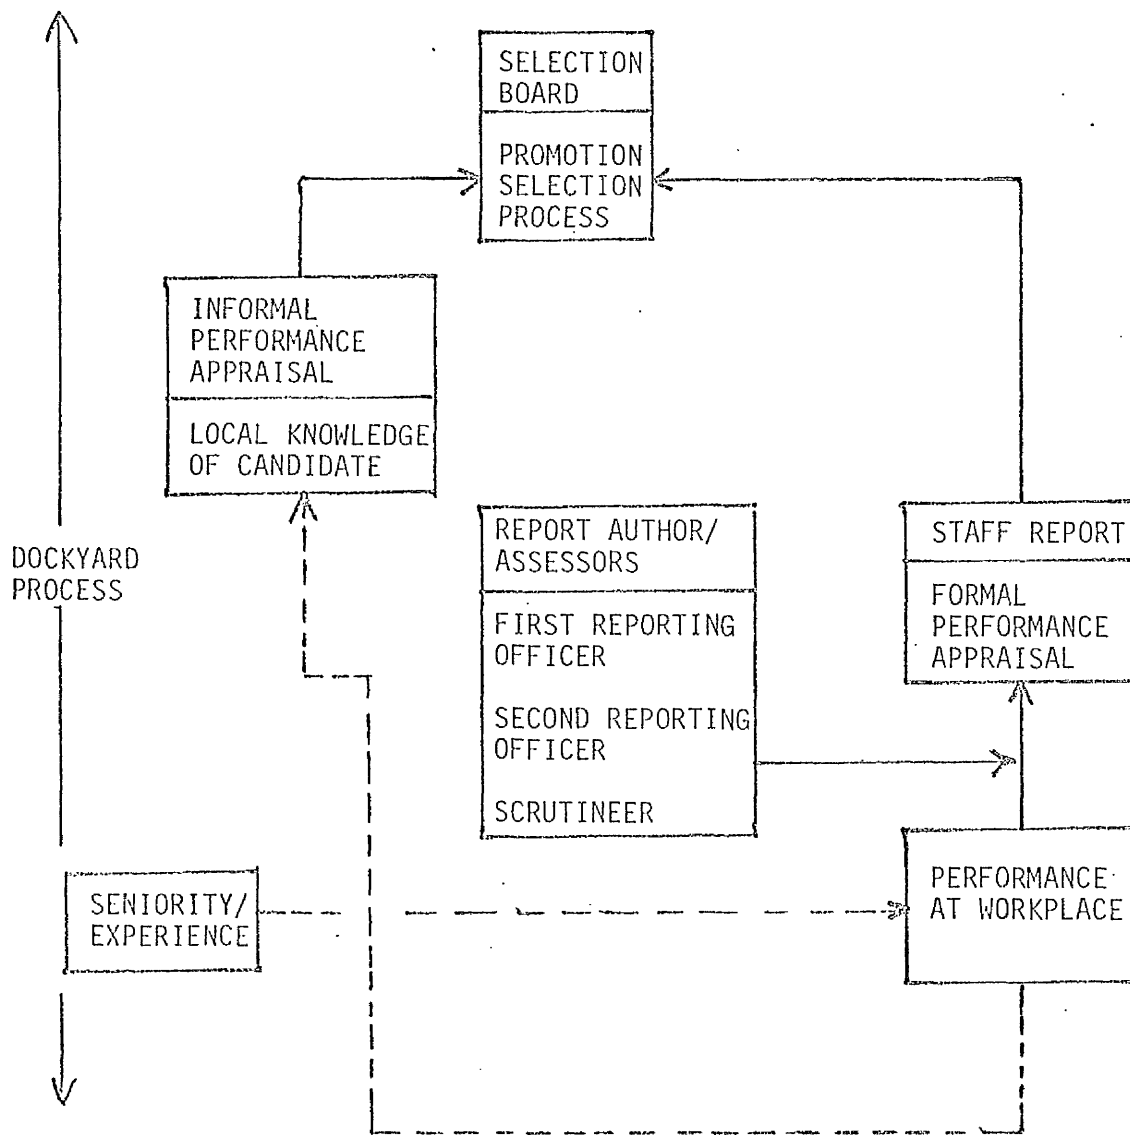 SELECTION
BOARD
PROMOTION
SELECTION
PROCESS
INFORMAL
PERFORMANCE
APPRAISAL
LOCAL KNOWLEDGE
OF CANDIDATE
DOCKYARD
PROCESS
REPORT AUTHOR/
ASSESSORS
FIRST REPORTING
OFFICER
SECOND REPORTING
OFFICER
SCRUTINEER
STAFF REPORT
FORMAL
PERFORMANCE
APPRAISAL
SENIORITY/
EXPERIENCE
PERFORMANCE
AT WORKPLACE